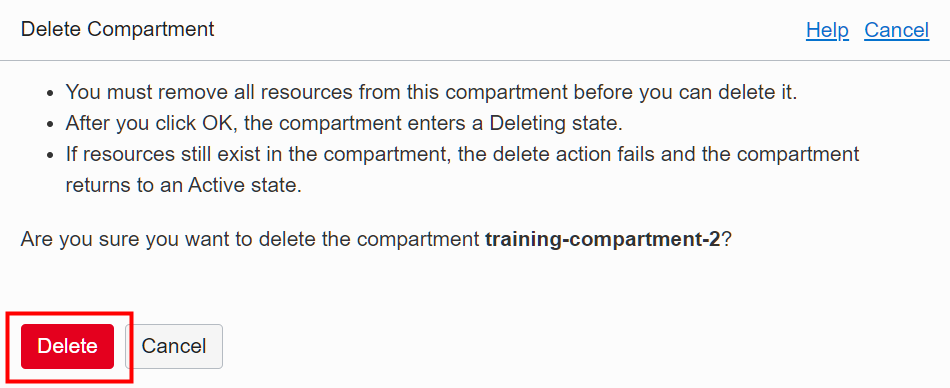 Delete Compartment
Help Cancel
• You must remove all resources from this compartment before you can delete it.
• After you click OK, the compartment enters a Deleting state.
• If resources still exist in the compartment, the delete action fails and the compartment
returns to an Active state.
Are you sure you want to delete the compartment training-compartment-2?
Delete Cancel